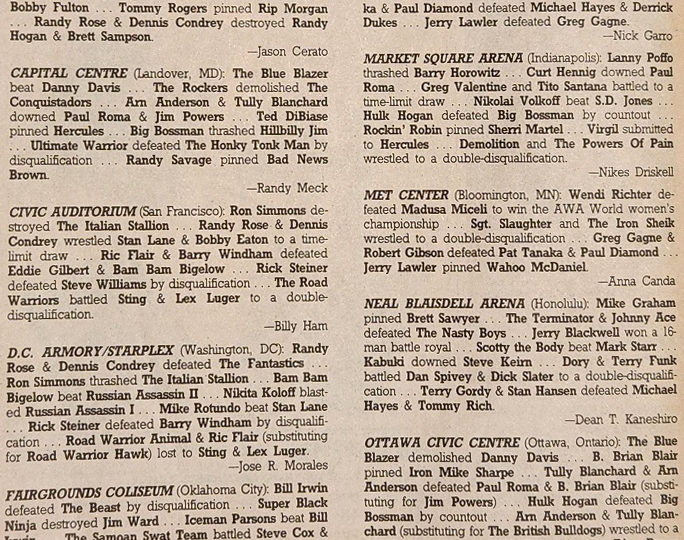 Bobby Fulton . . . Tommy Rogers pinned Rip Morgan
. . . Randy Rose & Dennis Condrey destroyed Randy
Hogan & Brett Sampson.
—Jason Cerato
CAPITAL CENTRE (Landover, MD): The Blue Blazer
beat Danny Davis . . . The Rockers demolished The
Conquistadors . . . Arn Anderson & Tully Blanchard
downed Paul Roma & Jim Powers . . . Ted DiBiase
pinned Hercules . . . Big Bossman thrashed Hillbilly Jim
. . . Ultimate Warrior defeated The Honky Tonk Man by
disqualification . . . Randy Savage pinned Bad News
Brown.
—Randy Meck
CIVIC AUDITORIUM (San Francisco): Ron Simmons de-
stroyed The Italian Stallion . . . Randy Rose & Dennis
Condrey wrestled Stan Lane & Bobby Eaton to a time-
limit draw . . . Ric Flair & Barry Windham defeated
Eddie Gilbert & Bam Bam Bigelow . . . Rick Steiner
defeated Steve Williams by disqualification . . . The Road
Warriors battled Sting & Lex Luger to a double-
disqualification.
—Billy Ham
D.C. ARMORY/STARPLEX (Washington, DC): Randy
Rose & Dennis Condrey defeated The Fantastics . . .
Ron Simmons thrashed The Italian Stallion . . . Bam Bam
Bigelow beat Russian Assassin II . . . Nikita Koloff blast-
ed Russian Assassin I . . . Mike Rotundo beat Stan Lane
. . . Rick Steiner defeated Barry Windham by disqualifi-
cation . . . Road Warrior Animal & Ric Flair (substituting
for Road Warrior Hawk) lost to Sting & Lex Luger.
—Jose R. Morales
FAIRGROUNDS COLISEUM (Oklahoma City): Bill Irwin
defeated The Beast by disqualification . . . Super Black
Ninja destroyed Jim Ward . . . Iceman Parsons beat Bill
Irwin . . . The Samoan Swat Team battled Steve Cox &
ka & Paul Diamond defeated Michael Hayes & Derrick
Dukes . . . Jerry Lawler defeated Greg Gagne.
—Nick Garro
MARKET SQUARE ARENA (Indianapolis): Lanny Poffo
thrashed Barry Horowitz . . . Curt Hennig downed Paul
Roma . . . Greg Valentine and Tito Santana battled to a
time-limit draw . . . Nikolai Volkoff beat S.D. Jones . . .
Hulk Hogan defeated Big Bossman by countout . . .
Rockin' Robin pinned Sherri Martel . . . Virgil submitted
to Hercules . . . Demolition and The Powers Of Pain
wrestled to a double-disqualification.
—Nikes Driskell
MET CENTER (Bloomington, MN): Wendi Richter de-
feated Madusa Miceli to win the AWA World women's
championship . . . Sgt. Slaughter and The Iron Sheik
wrestled to a double-disqualification . . . Greg Gagne &
Robert Gibson defeated Pat Tanaka & Paul Diamond . . .
Jerry Lawler pinned Wahoo McDaniel.
—Anna Canda
NEAL BLAISDELL ARENA (Honolulu): Mike Graham
pinned Brett Sawyer . . . The Terminator & Johnny Ace
defeated The Nasty Boys . . . Jerry Blackwell won a 16-
man battle royal . . . Scotty the Body beat Mark Starr . . .
Kabuki downed Steve Keirn . . . Dory & Terry Funk
battled Dan Spivey & Dick Slater to a double-disqualifi-
cation . . . Terry Gordy & Stan Hansen defeated Michael
Hayes & Tommy Rich.
—Dean T. Kaneshiro
OTTAWA CIVIC CENTRE (Ottawa, Ontario): The Blue
Blazer demolished Danny Davis . . . B. Brian Blair
pinned Iron Mike Sharpe . . . Tully Blanchard & Arn
Anderson defeated Paul Roma & B. Brian Blair (substi-
tuting for Jim Powers) . . . Hulk Hogan defeated Big
Bossman by countout . . . Arn Anderson & Tully Blan-
chard (substituting for The British Bulldogs) wrestled to a